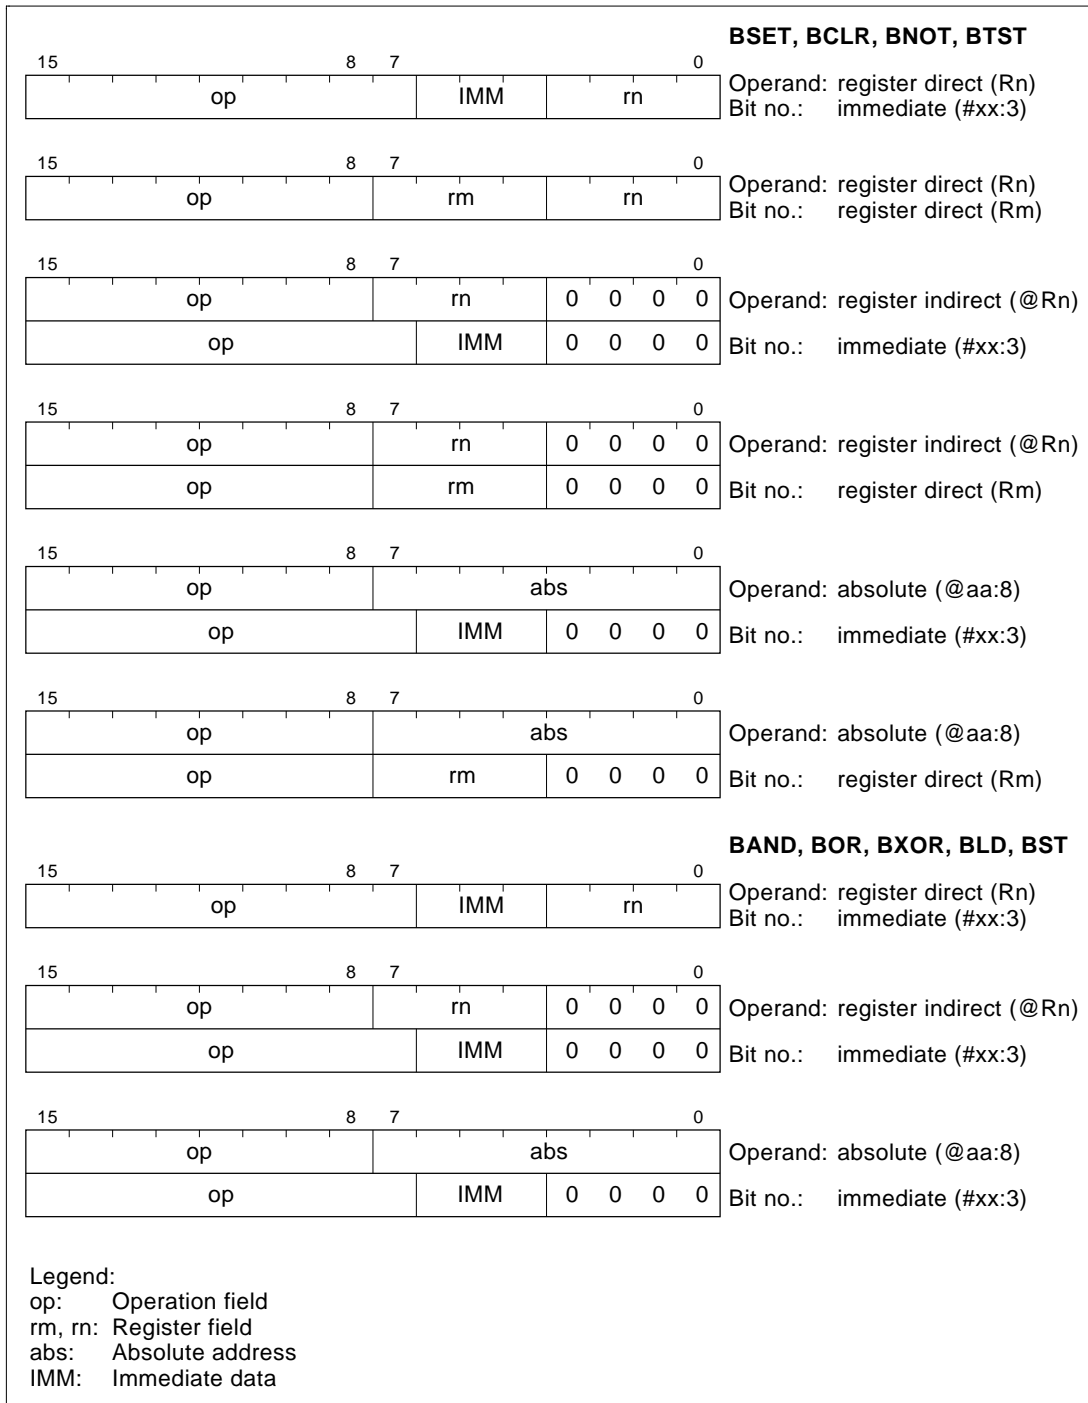 BSET, BCLR, BNOT, BTST
15 8 7 0
op IMM rn
Operand: register direct (Rn)
Bit no.: immediate (#xx:3)
15 8 7 0
op rm rn
Operand: register direct (Rn)
Bit no.: register direct (Rm)
15 8 7 0
op rn 0 0 0 0 Operand: register indirect (@Rn)
op IMM 0 0 0 0 Bit no.: immediate (#xx:3)
15 8 7 0
op rn 0 0 0 0 Operand: register indirect (@Rn)
op rm 0 0 0 0 Bit no.: register direct (Rm)
15 8 7 0
op abs Operand: absolute (@aa:8)
op IMM 0 0 0 0 Bit no.: immediate (#xx:3)
15 8 7 0
op abs Operand: absolute (@aa:8)
op rm 0 0 0 0 Bit no.: register direct (Rm)
BAND, BOR, BXOR, BLD, BST
15 8 7 0
op IMM rn
Operand: register direct (Rn)
Bit no.: immediate (#xx:3)
15 8 7 0
op rn 0 0 0 0 Operand: register indirect (@Rn)
op IMM 0 0 0 0 Bit no.: immediate (#xx:3)
15 8 7 0
op abs Operand: absolute (@aa:8)
op IMM 0 0 0 0 Bit no.: immediate (#xx:3)
Legend:
op: Operation field
rm, rn: Register field
abs: Absolute address
IMM: Immediate data